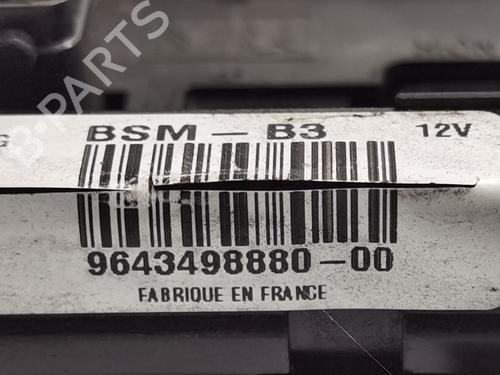 BSM - B3 12V
9643498880-00
FABRIQUE EN FRANCE
B-PARTS